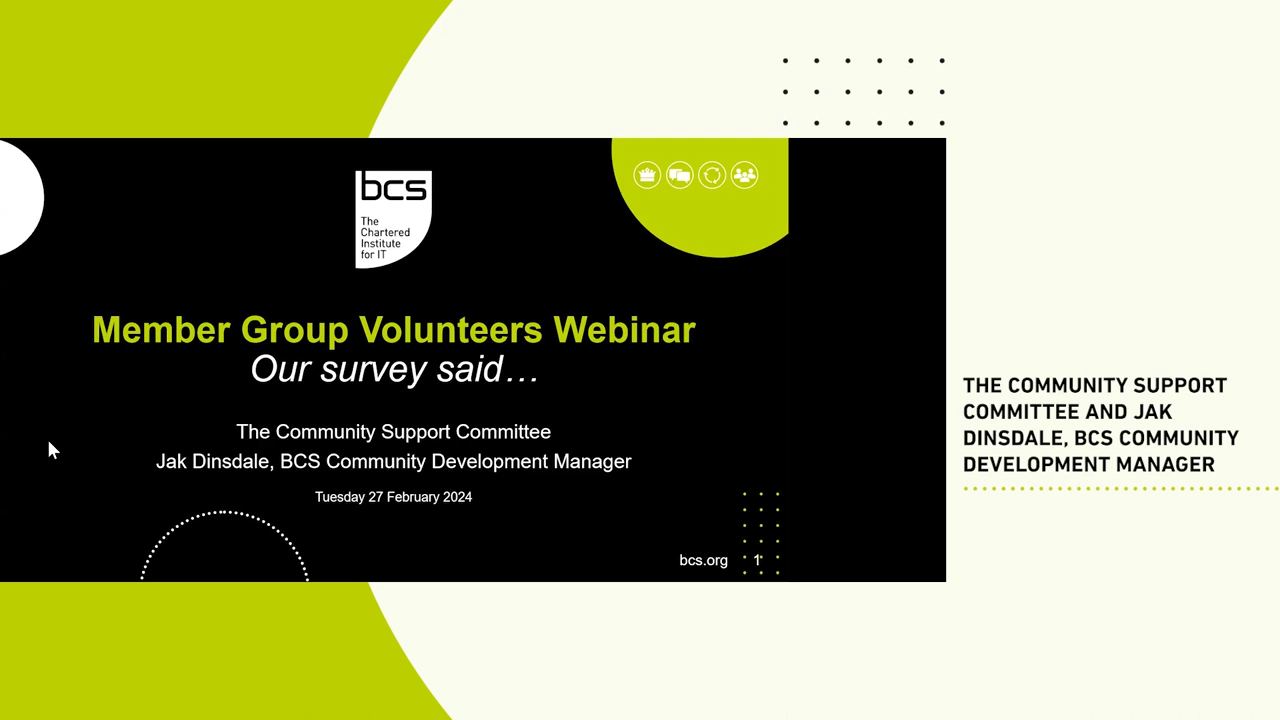 bcs
The
Chartered
Institute
for IT
Member Group Volunteers Webinar
Our survey said…
The Community Support Committee
Jak Dinsdale, BCS Community Development Manager
Tuesday 27 February 2024
bcs.org 1
THE COMMUNITY SUPPORT
COMMITTEE AND JAK
DINSDALE, BCS COMMUNITY
DEVELOPMENT MANAGER